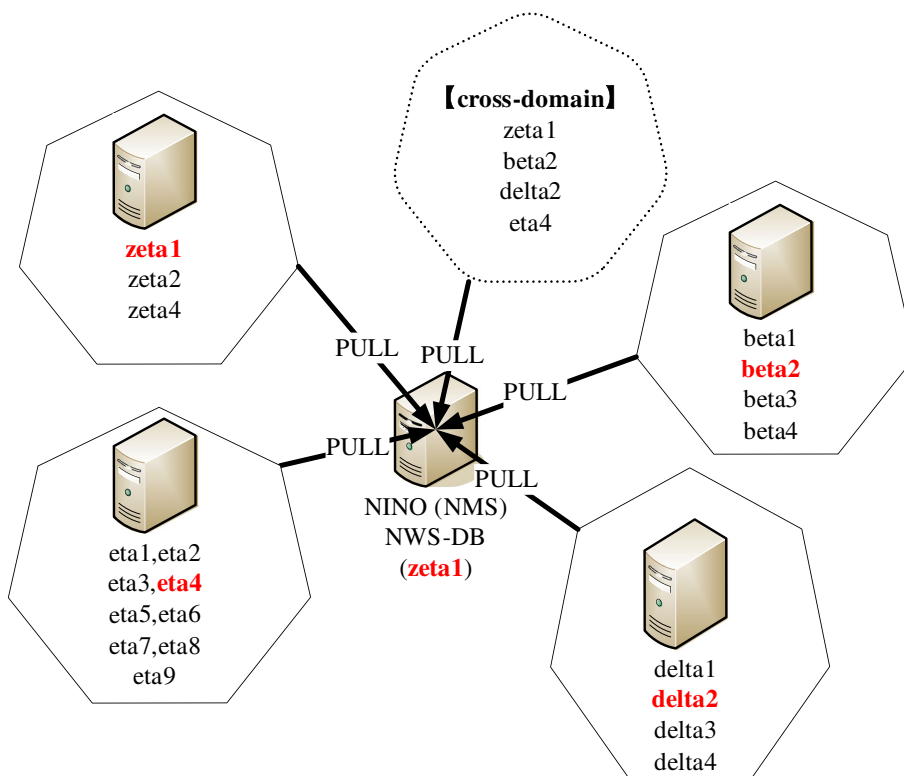 【cross-domain】
zeta1
beta2
delta2
eta4
zeta1
zeta2
zeta4
beta1
beta2
beta3
beta4
PULL
PULL
PULL
PULL
PULL
NINO (NMS)
NWS-DB
(zeta1)
eta1,eta2
eta3,eta4
eta5,eta6
eta7,eta8
eta9
delta1
delta2
delta3
delta4